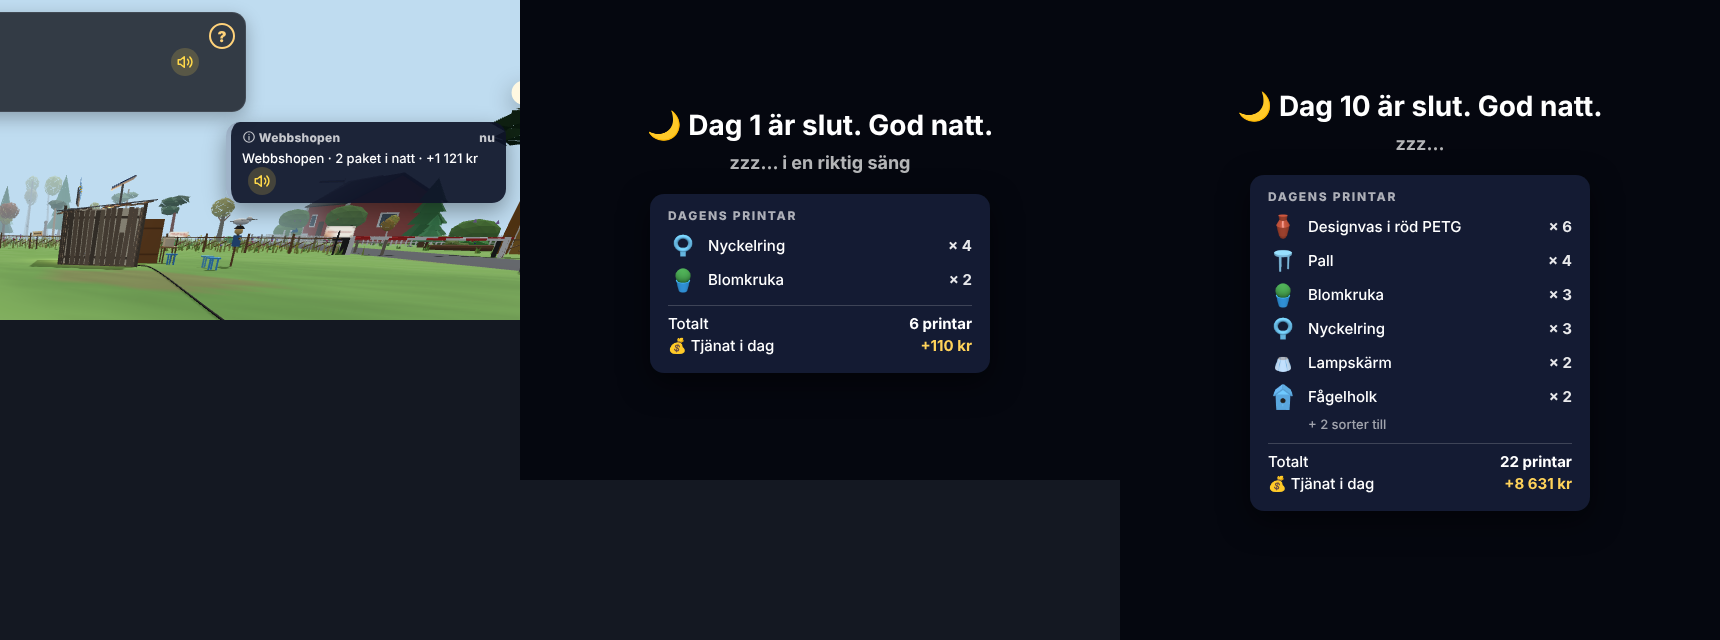 ?
Webbshopen nu
Webbshopen · 2 paket i natt · +1 121 kr
Dag 1 är slut. God natt.
zzz... i en riktig säng
DAGENS PRINTAR
Nyckelring × 4
Blomkruka × 2
Totalt 6 printar
Tjänat i dag +110 kr
Dag 10 är slut. God natt.
zzz...
DAGENS PRINTAR
Designvas i röd PETG × 6
Pall × 4
Blomkruka × 3
Nyckelring × 3
Lampskärm × 2
Fågelholk × 2
+ 2 sorter till
Totalt 22 printar
Tjänat i dag +8 631 kr